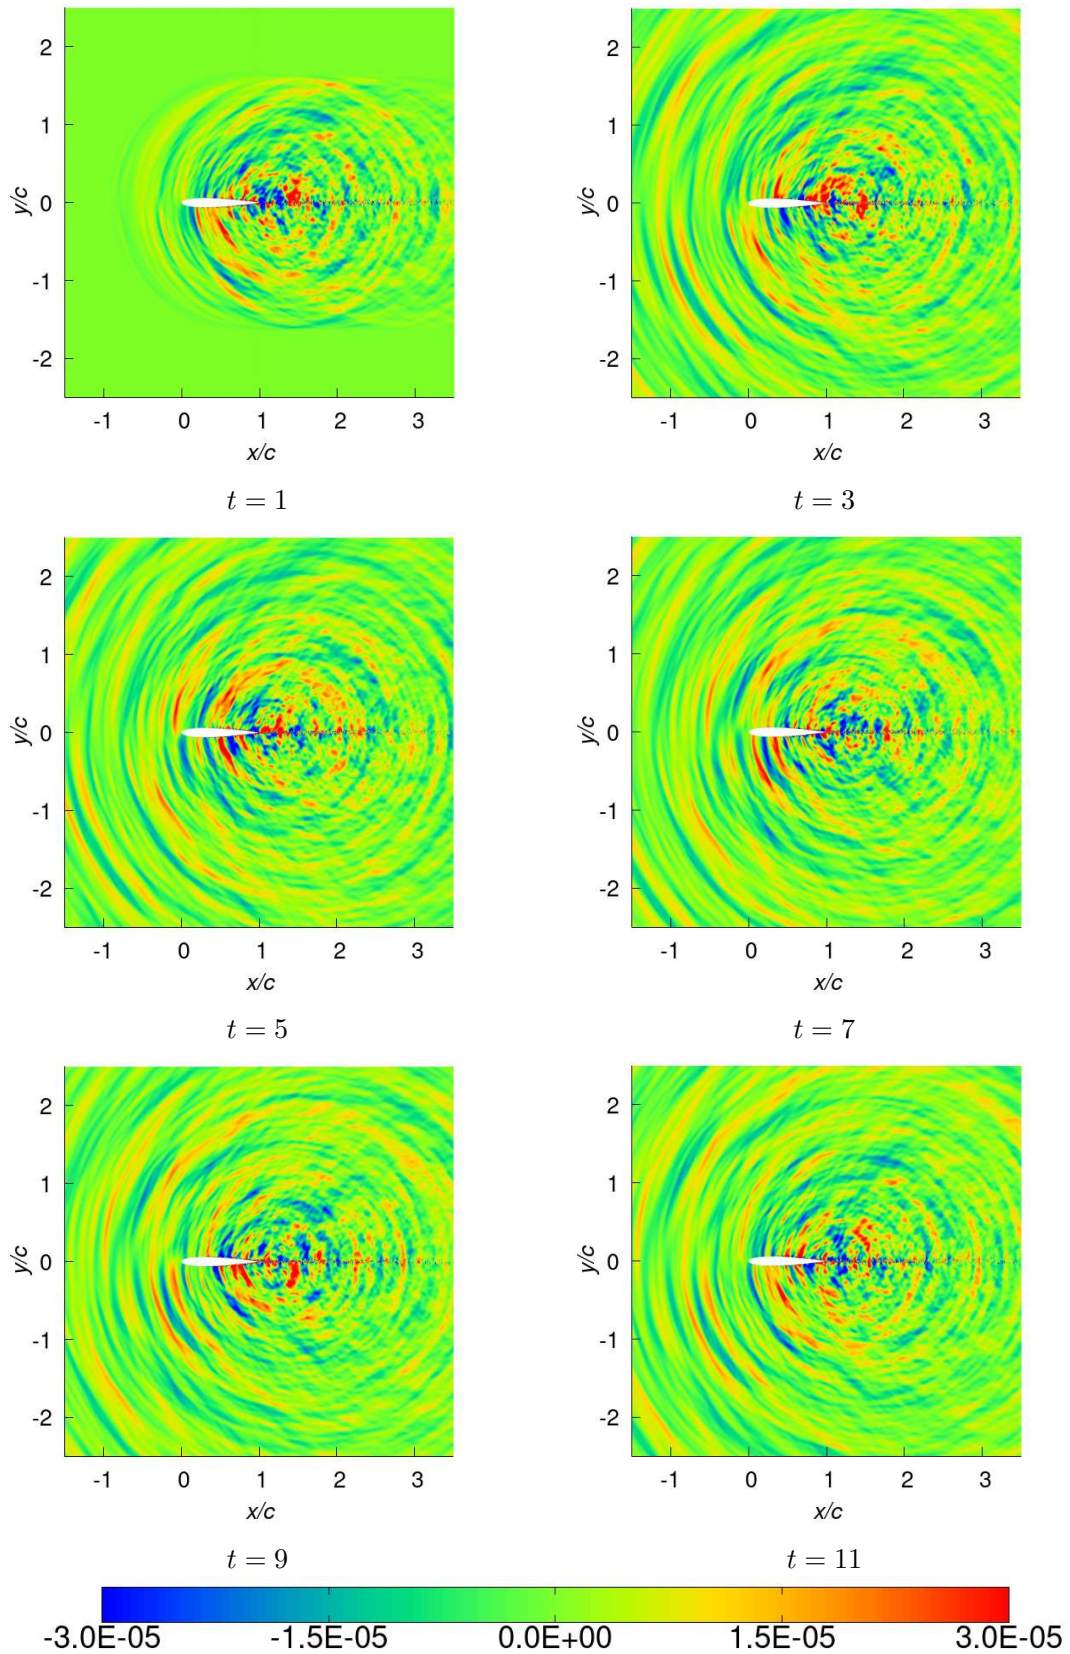 2
1
0
-1
-2
y/c
-1 0 1 2 3
x/c
t = 1
2
1
0
-1
-2
y/c
-1 0 1 2 3
x/c
t = 3
2
1
0
-1
-2
y/c
-1 0 1 2 3
x/c
t = 5
2
1
0
-1
-2
y/c
-1 0 1 2 3
x/c
t = 7
2
1
0
-1
-2
y/c
-1 0 1 2 3
x/c
t = 9
2
1
0
-1
-2
y/c
-1 0 1 2 3
x/c
t = 11
-3.0E-05 -1.5E-05 0.0E+00 1.5E-05 3.0E-05